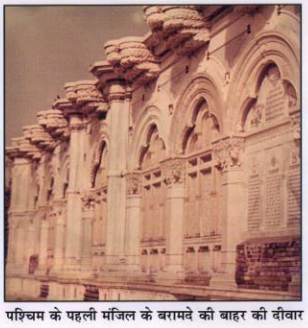 पश्चिम के पहली मंजिल के बरामदे की बाहर की दीवार